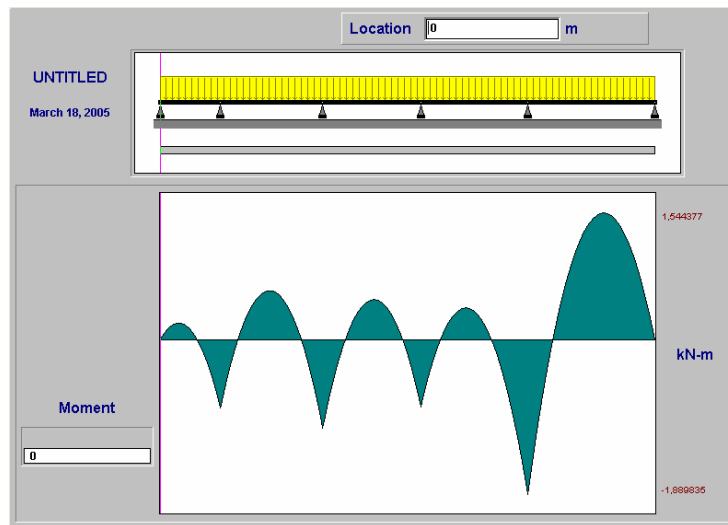 Location 0 m
UNTITLED
March 18, 2005
1,544377
kN-m
Moment
0
-1,889835